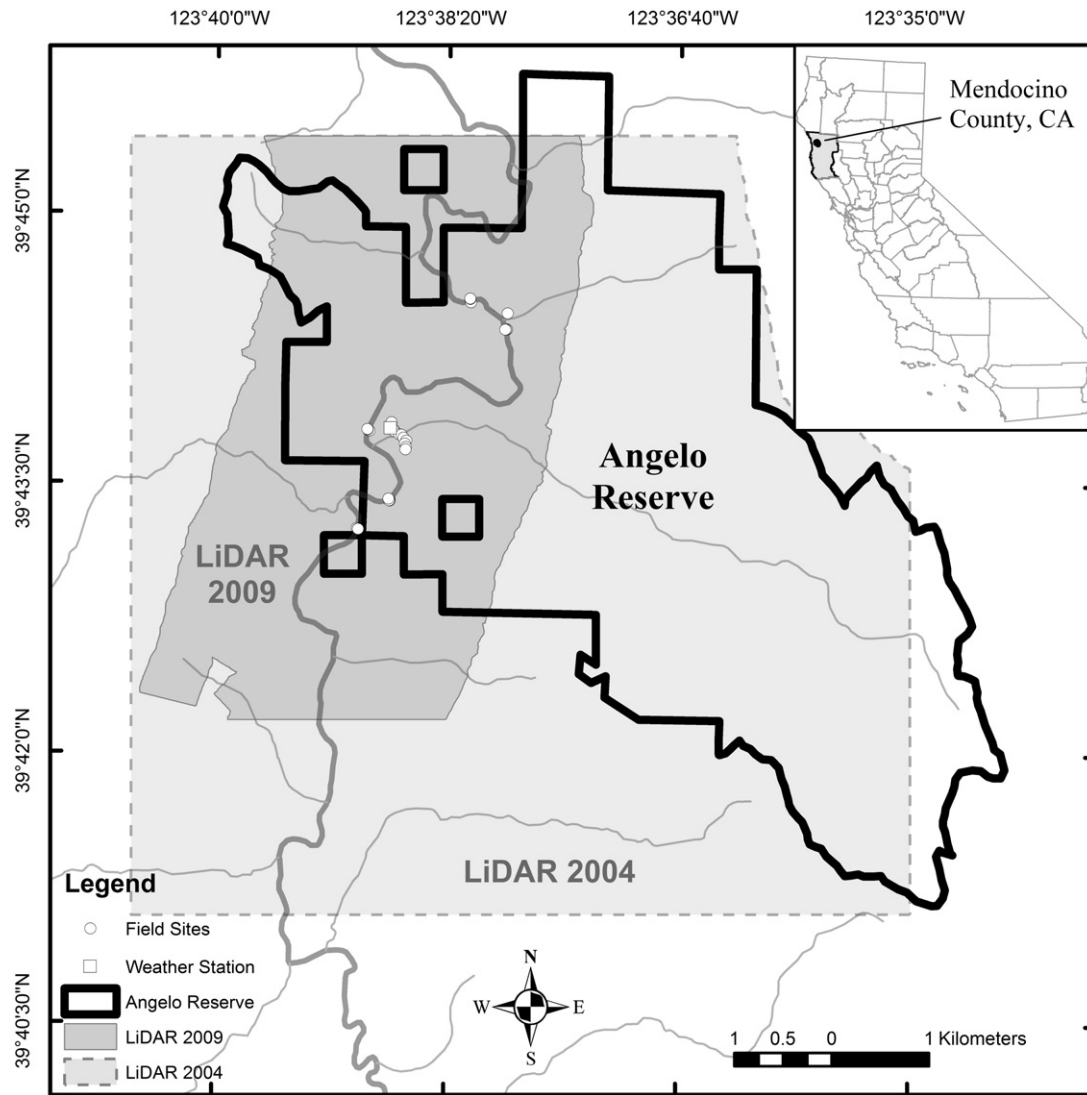 123°40'0"W
123°38'20"W
123°36'40"W
123°35'0"W
Mendocino
County, CA
39°45'0"N
39°43'30"N
39°42'0"N
39°40'30"N
Angelo
Reserve
LiDAR
2009
LiDAR 2004
Legend
Field Sites
Weather Station
Angelo Reserve
LiDAR 2009
LiDAR 2004
N
W
E
S
1 0.5 0 1 Kilometers